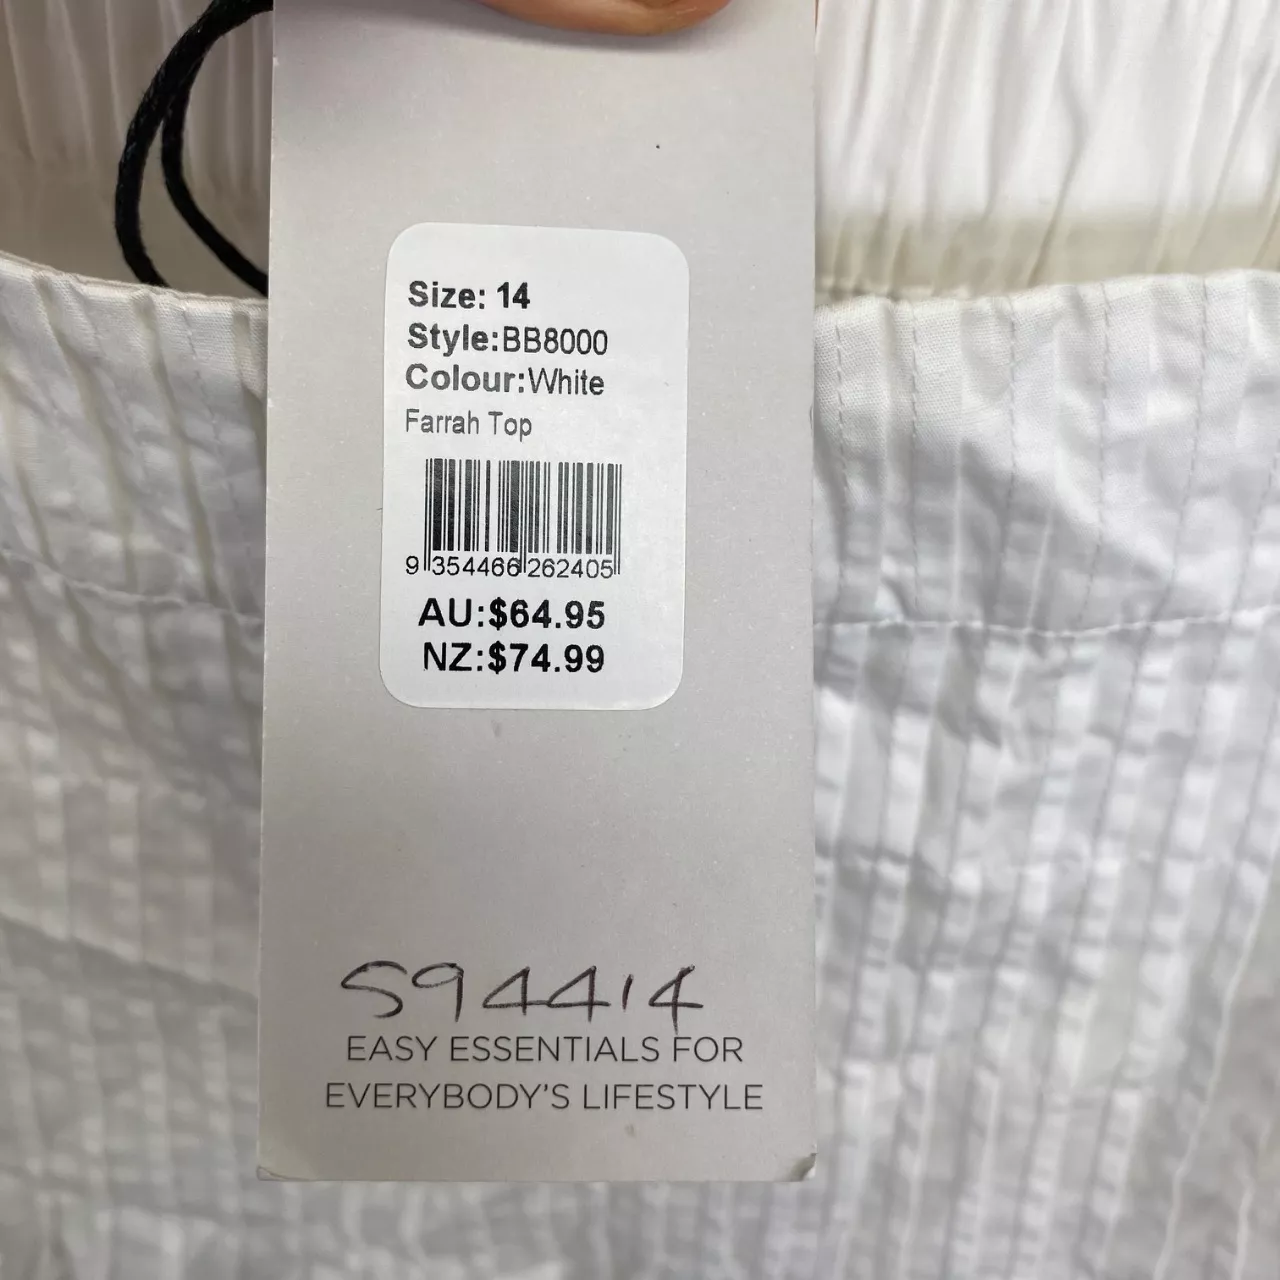 Size: 14
Style:BB8000
Colour:White
Farrah Top
9 354466 262405
AU:$64.95
NZ:$74.99
594414
EASY ESSENTIALS FOR
EVERYBODY'S LIFESTYLE